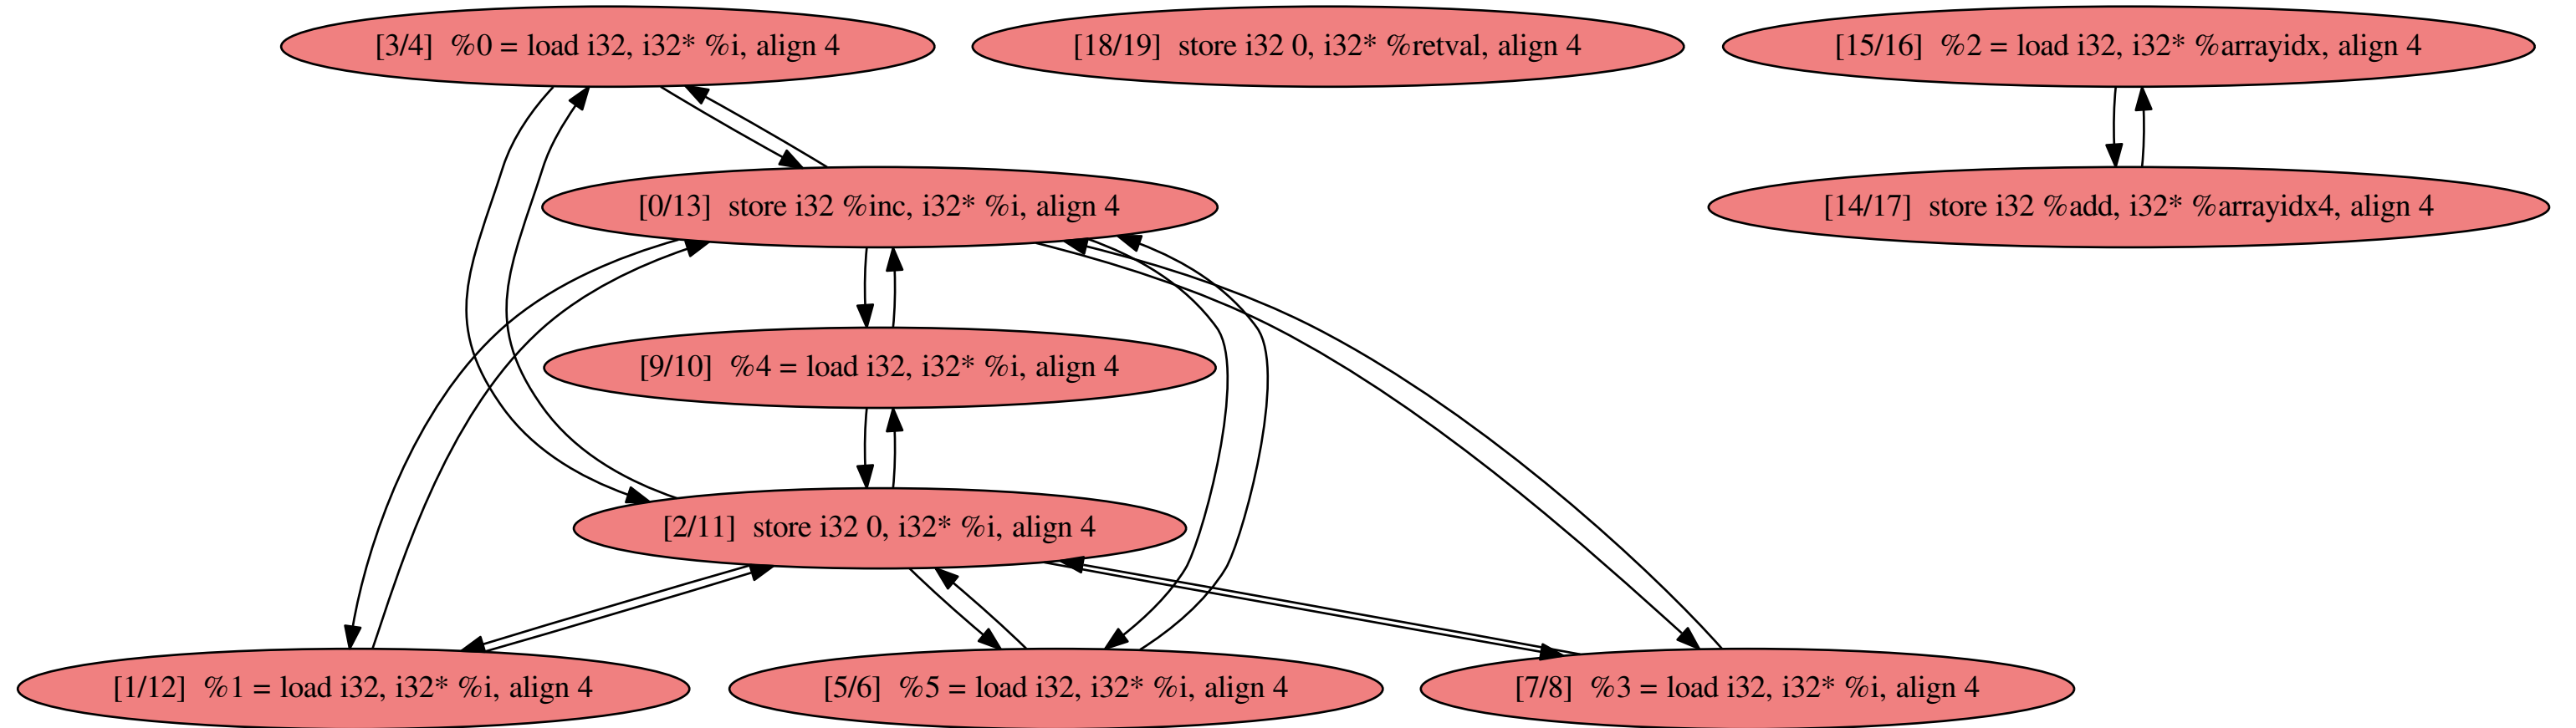 [3/4]  %0 = load i32, i32* %i, align 4
[18/19]  store i32 0, i32* %retval, align 4
[15/16]  %2 = load i32, i32* %arrayidx, align 4
[0/13]  store i32 %inc, i32* %i, align 4
[14/17]  store i32 %add, i32* %arrayidx4, align 4
[9/10]  %4 = load i32, i32* %i, align 4
[2/11]  store i32 0, i32* %i, align 4
[1/12]  %1 = load i32, i32* %i, align 4
[5/6]  %5 = load i32, i32* %i, align 4
[7/8]  %3 = load i32, i32* %i, align 4